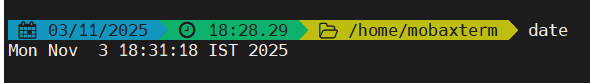 03/11/2025 18:28.29 /home/mobaxterm date
Mon Nov  3 18:31:18 IST 2025